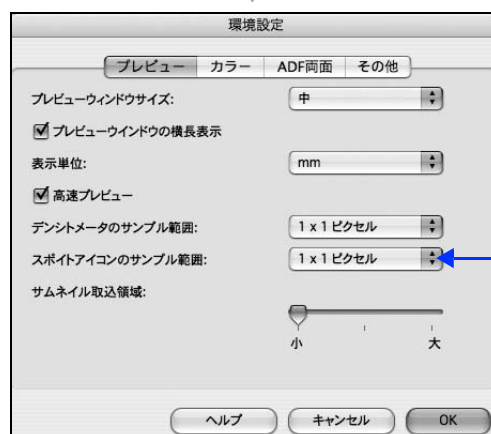 環境設定
プレビュー カラー ADF両面 その他
プレビューウィンドウサイズ: 中
プレビューウインドウの横長表示
表示単位: mm
高速プレビュー
デンシトメータのサンプル範囲: 1 x 1 ピクセル
スポイトアイコンのサンプル範囲: 1 x 1 ピクセル
サムネイル取込領域:
小 大
ヘルプ キャンセル OK